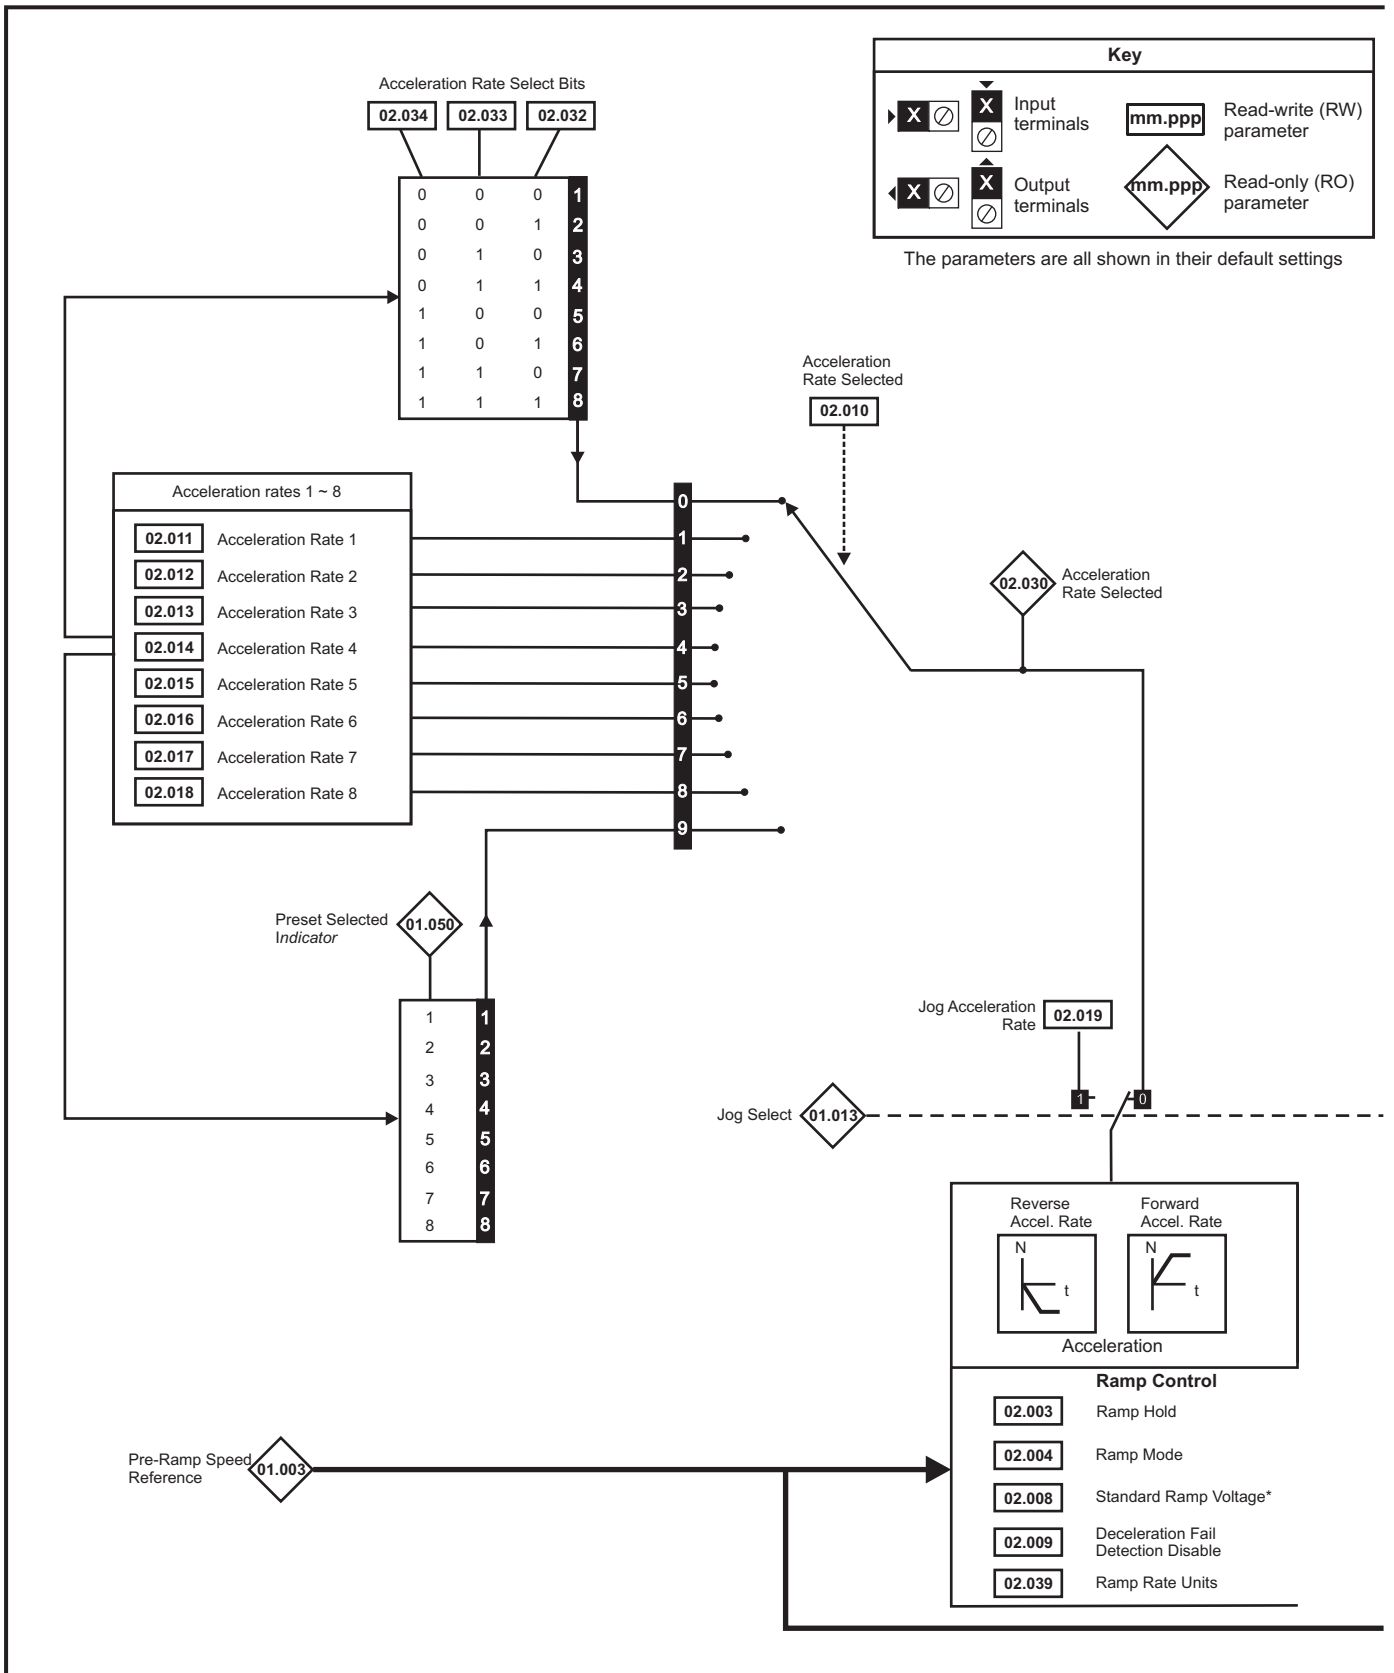 Key
X
X
Input
terminals
mm.ppp
Read-write (RW)
parameter
X
X
Output
terminals
mm.ppp
Read-only (RO)
parameter
The parameters are all shown in their default settings
Acceleration Rate Select Bits
02.034 02.033 02.032
0 0 0 1
0 0 1 2
0 1 0 3
0 1 1 4
1 0 0 5
1 0 1 6
1 1 0 7
1 1 1 8
Acceleration
Rate Selected
02.010
Acceleration rates 1 ~ 8
02.011 Acceleration Rate 1
02.012 Acceleration Rate 2
02.013 Acceleration Rate 3
02.014 Acceleration Rate 4
02.015 Acceleration Rate 5
02.016 Acceleration Rate 6
02.017 Acceleration Rate 7
02.018 Acceleration Rate 8
0
1
2
3
4
5
6
7
8
9
02.030
Acceleration
Rate Selected
Preset Selected
Indicator
01.050
1 1
2 2
3 3
4 4
5 5
6 6
7 7
8 8
Jog Acceleration
Rate
02.019
1 0
Jog Select 01.013
Reverse
Accel. Rate
N
t
Forward
Accel. Rate
N
t
Acceleration
Ramp Control
02.003 Ramp Hold
02.004 Ramp Mode
02.008 Standard Ramp Voltage*
02.009 Deceleration Fail
Detection Disable
02.039 Ramp Rate Units
Pre-Ramp Speed
Reference
01.003